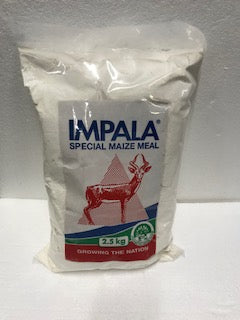 IMPALA®
SPECIAL MAIZE MEAL
2.5 kg
GROWING THE NATION